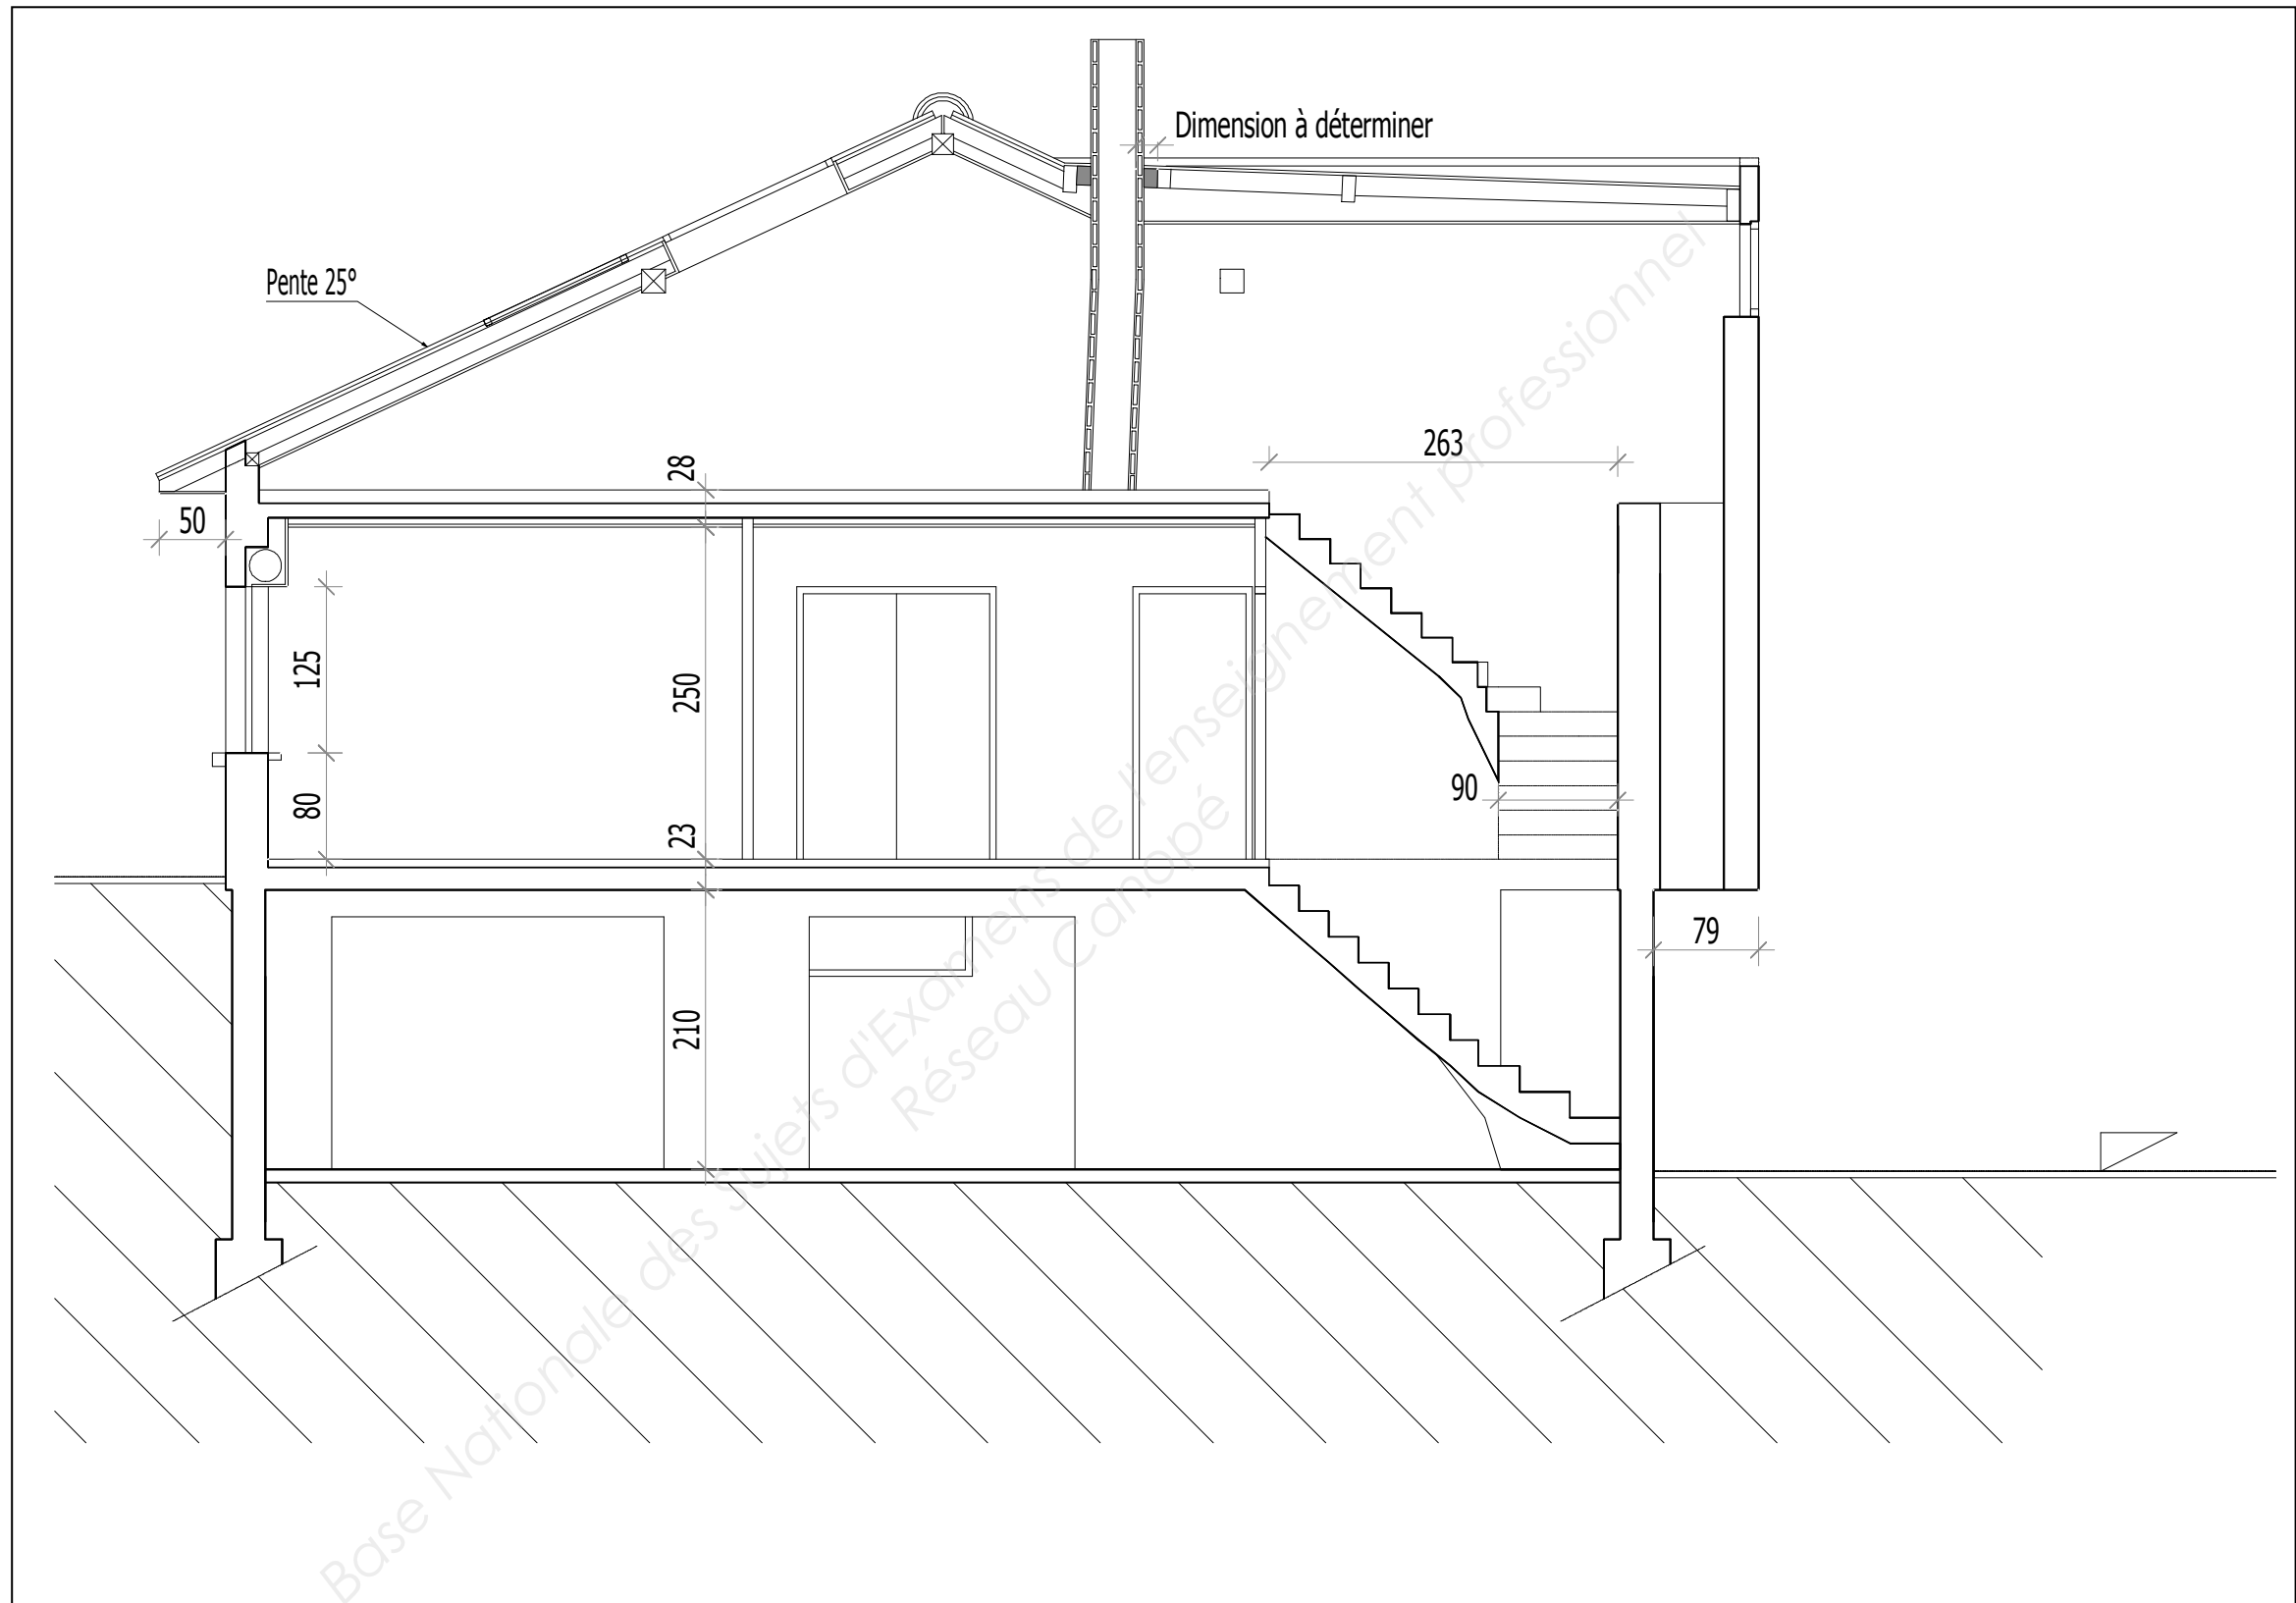 Dimension à déterminer
Pente 25°
263
28
50
125
250
80
23
90
79
210
Base Nationale des sujets d'Examens de l'enseignement professionnel
Réseau Canopé